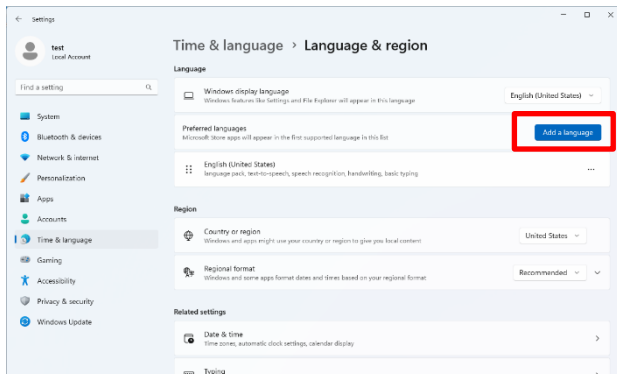 Settings
test
Local Account
Find a setting
System
Bluetooth & devices
Network & internet
Personalization
Apps
Accounts
Time & language
Gaming
Accessibility
Privacy & security
Windows Update
Time & language > Language & region
Language
Windows display language
Windows features like Settings and File Explorer will appear in this language
English (United States)
Preferred languages
Microsoft Store apps will appear in the first supported language in this list
Add a language
English (United States)
language pack, text-to-speech, speech recognition, handwriting, basic typing
Region
Country or region
Windows and apps might use your country or region to give you local content
United States
Regional format
Windows and some apps format dates and times based on your regional format
Recommended
Related settings
Date & time
Time zones, automatic clock settings, calendar display
Typing